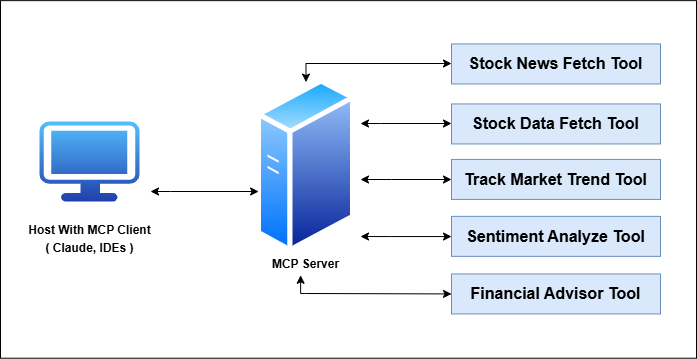 Stock News Fetch Tool
Stock Data Fetch Tool
Track Market Trend Tool
Sentiment Analyze Tool
Financial Advisor Tool
Host With MCP Client
( Claude, IDEs )
MCP Server